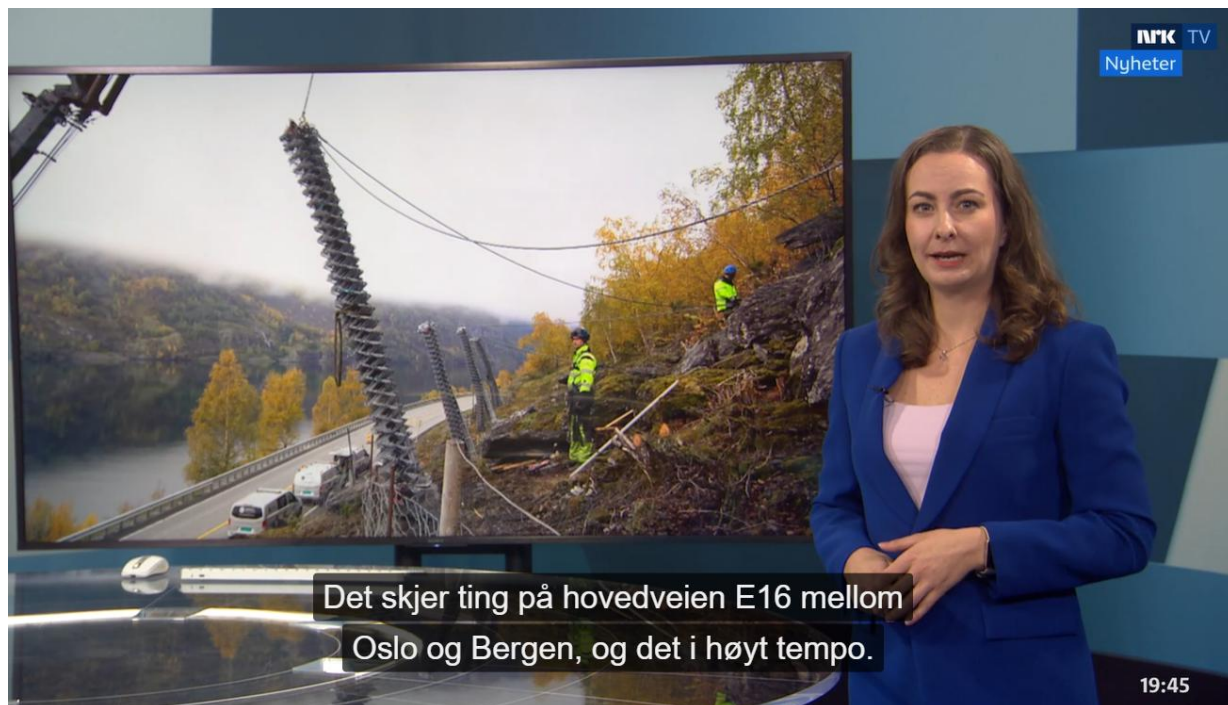 NRK TV
Nyheter
Det skjer ting på hovedveien E16 mellom
Oslo og Bergen, og det i høyt tempo.
19:45